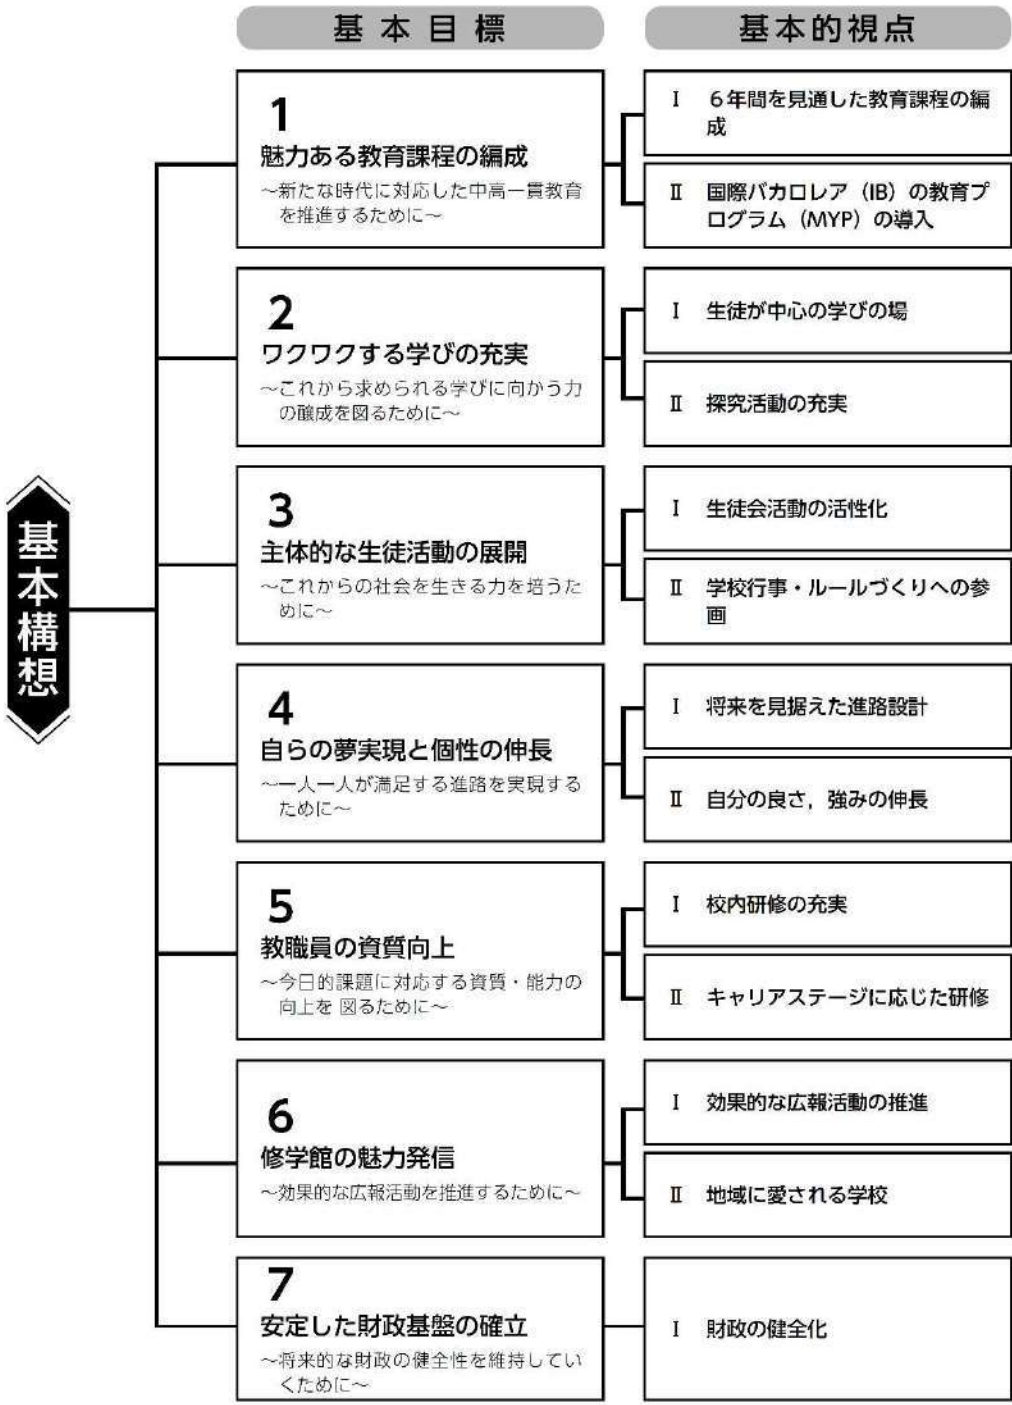 基本目標
基本的視点
基本構想
1
魅力ある教育課程の編成
～新たな時代に対応した中高一貫教育
を推進するために～
Ⅰ 6年間を見通した教育課程の編
成
Ⅱ 国際バカロレア（IB）の教育プ
ログラム（MYP）の導入
2
ワクワクする学びの充実
～これから求められる学びに向かう力
の醸成を図るために～
Ⅰ 生徒が中心の学びの場
Ⅱ 探究活動の充実
3
主体的な生徒活動の展開
～これからの社会を生きる力を培うた
めに～
Ⅰ 生徒会活動の活性化
Ⅱ 学校行事・ルールづくりへの参
画
4
自らの夢実現と個性の伸長
～一人一人が満足する進路を実現する
ために～
Ⅰ 将来を見据えた進路設計
Ⅱ 自分の良さ，強みの伸長
5
教職員の資質向上
～今日的課題に対応する資質・能力の
向上を 図るために～
Ⅰ 校内研修の充実
Ⅱ キャリアステージに応じた研修
6
修学館の魅力発信
～効果的な広報活動を推進するために～
Ⅰ 効果的な広報活動の推進
Ⅱ 地域に愛される学校
7
安定した財政基盤の確立
～将来的な財政の健全性を維持してい
くために～
Ⅰ 財政の健全化